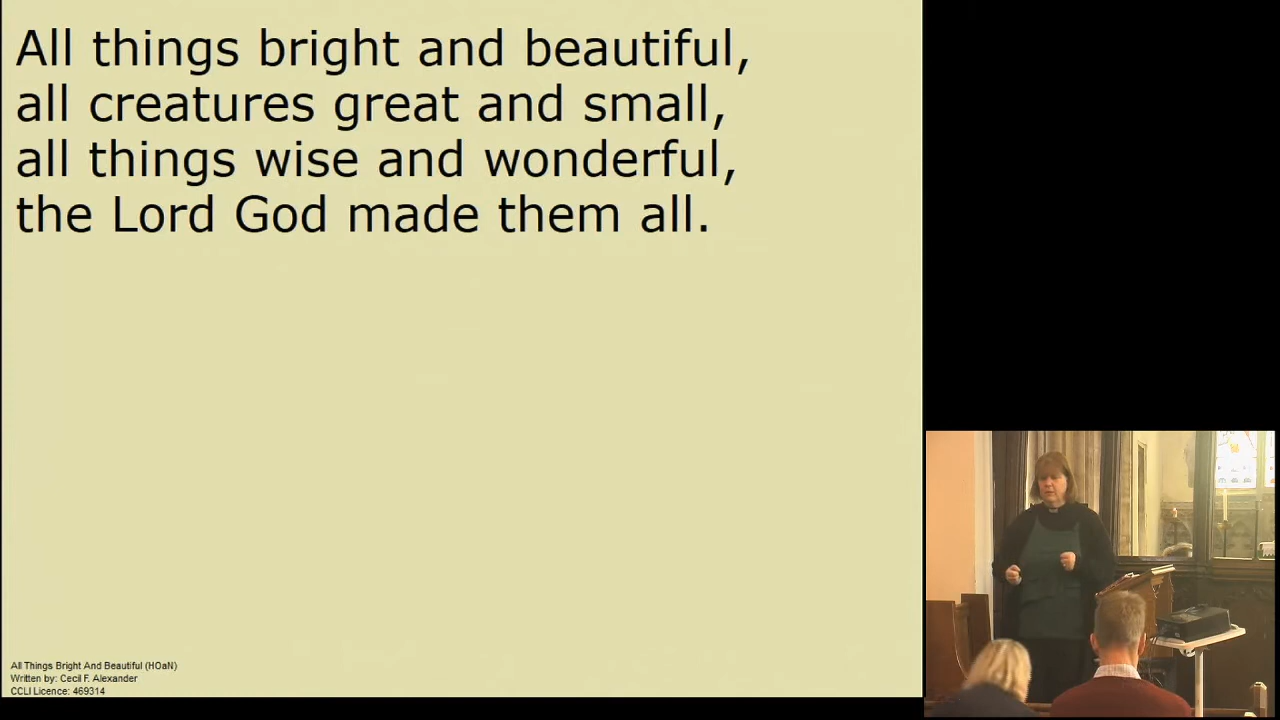 All things bright and beautiful,
all creatures great and small,
all things wise and wonderful,
the Lord God made them all.
All Things Bright And Beautiful (HOaN)
Written by: Cecil F. Alexander
CCLI Licence: 469314